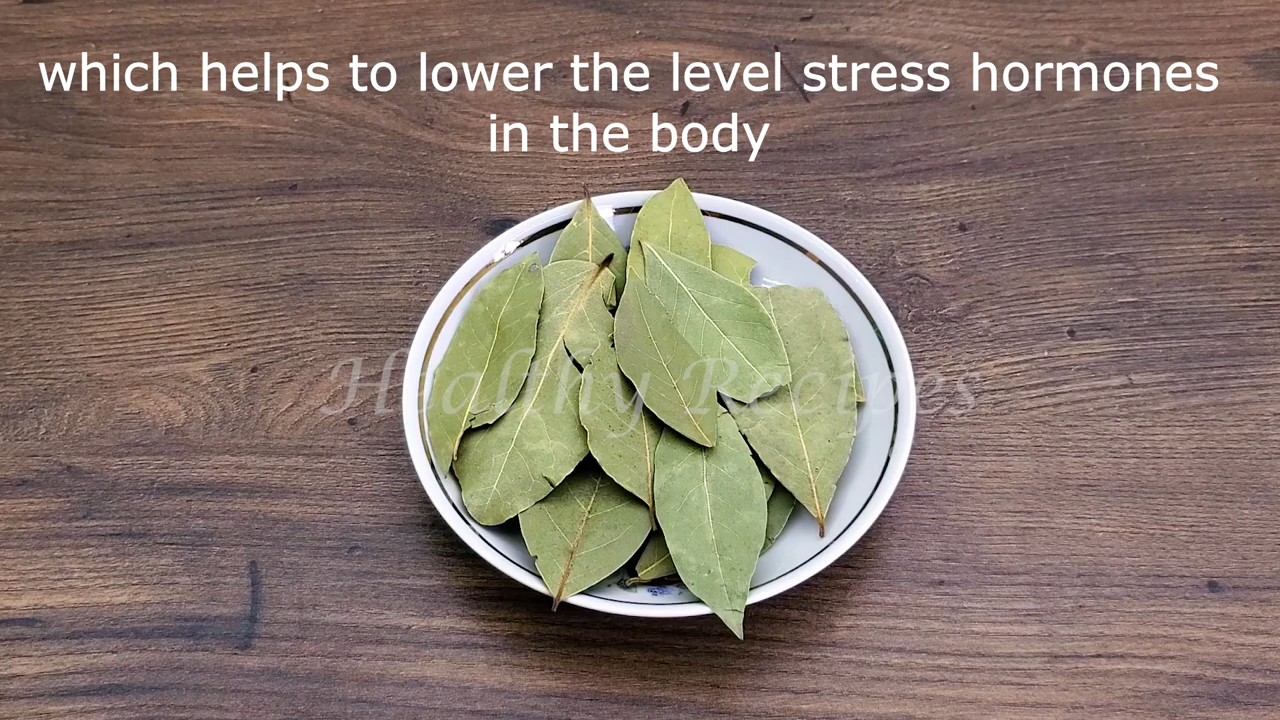 which helps to lower the level stress hormones
in the body
Healthy Recipes